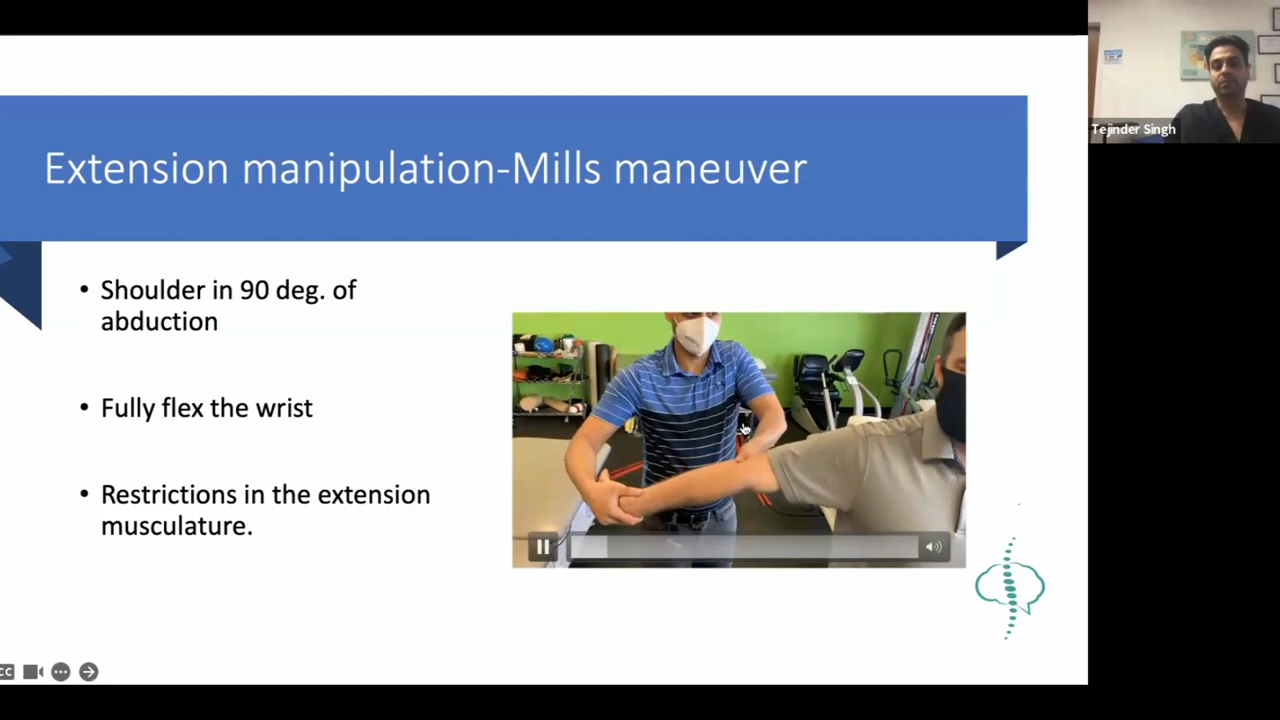 Extension manipulation-Mills maneuver
• Shoulder in 90 deg. of
abduction
• Fully flex the wrist
• Restrictions in the extension
musculature.
Tejinder Singh
CC